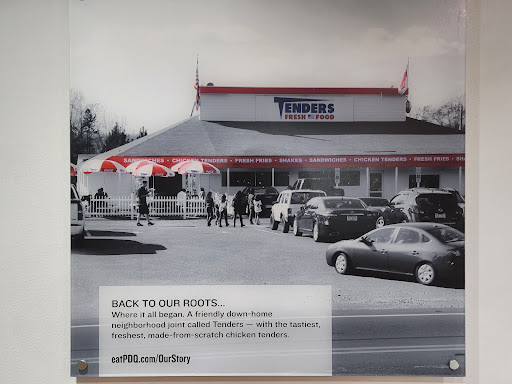 TENDERS
FRESH FOOD
SANDWICHES • CHICKEN TENDERS • FRESH FRIES • SHAKES • SANDWICHES • CHICKEN TENDERS • FRESH FRIES • SHAKES
BACK TO OUR ROOTS...
Where it all began. A friendly down-home
neighborhood joint called Tenders — with the tastiest,
freshest, made-from-scratch chicken tenders.
eatPDQ.com/OurStory